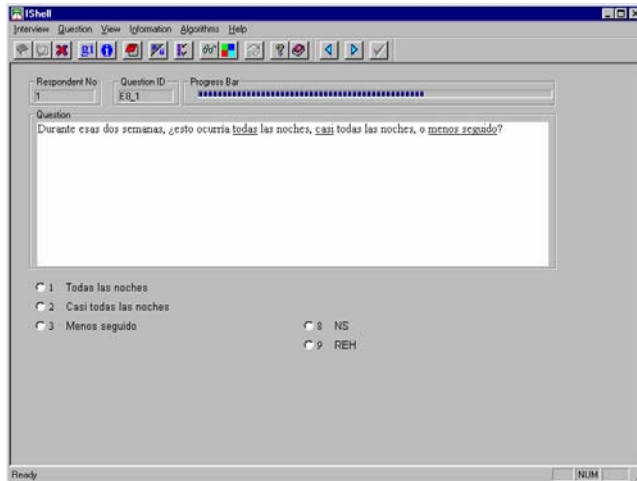 IShell
Interview Question View Information Algorithms Help
g1
Respondent No
1
Question ID
E8_1
Progress Bar
Question
Durante esas dos semanas, ¿esto ocurría todas las noches, casi todas las noches, o menos seguido?
1 Todas las noches
2 Casi todas las noches
3 Menos seguido
8 NS
9 REH
Ready
NUM